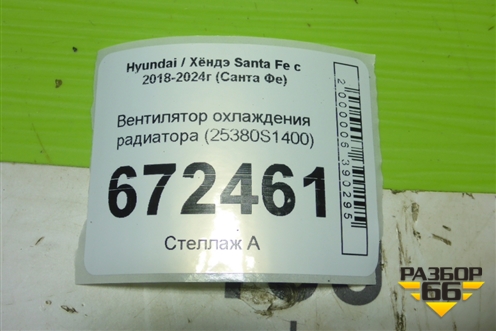 Hyundai / Хёндэ Santa Fe с
2018-2024г (Санта Фе)
Вентилятор охлаждения
радиатора (25380S1400)
672461
Стеллаж А
2000006390295
РАЗБОР
66